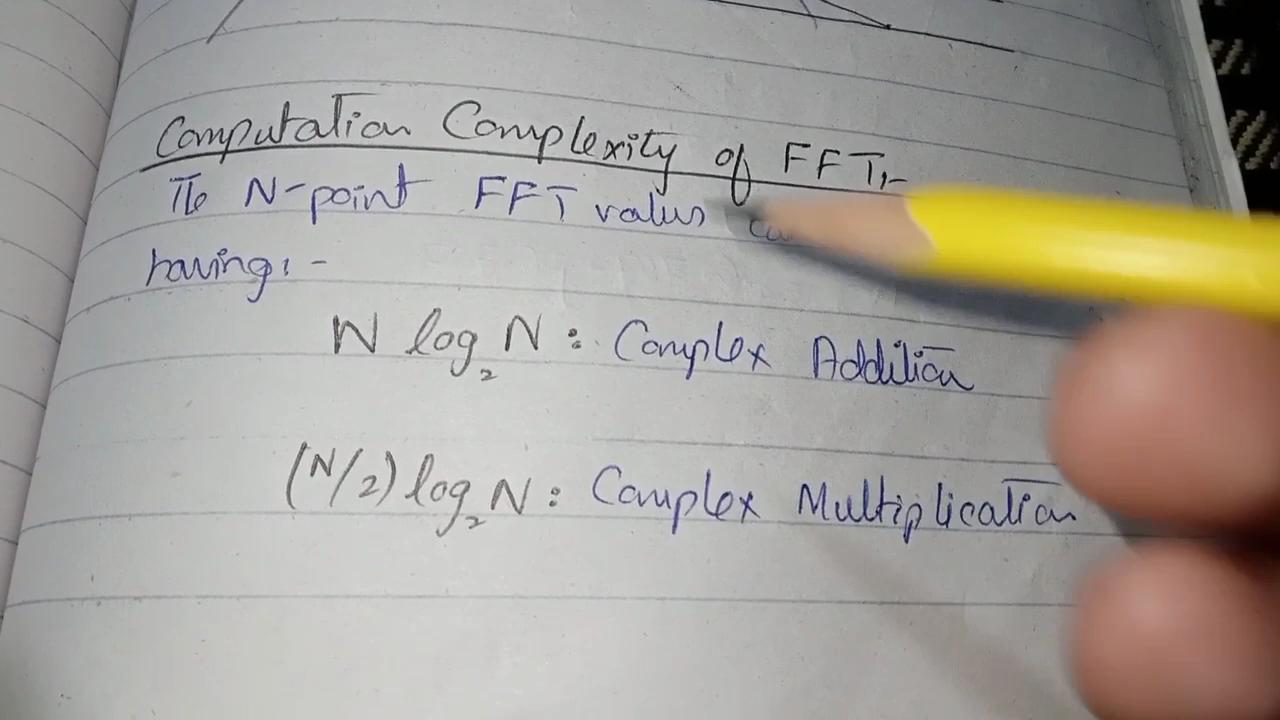 Computation Complexity of FFT:-
The N-point FFT values
having:-
N log₂ N : Complex Addition
(N/2) log₂ N : Complex Multiplication